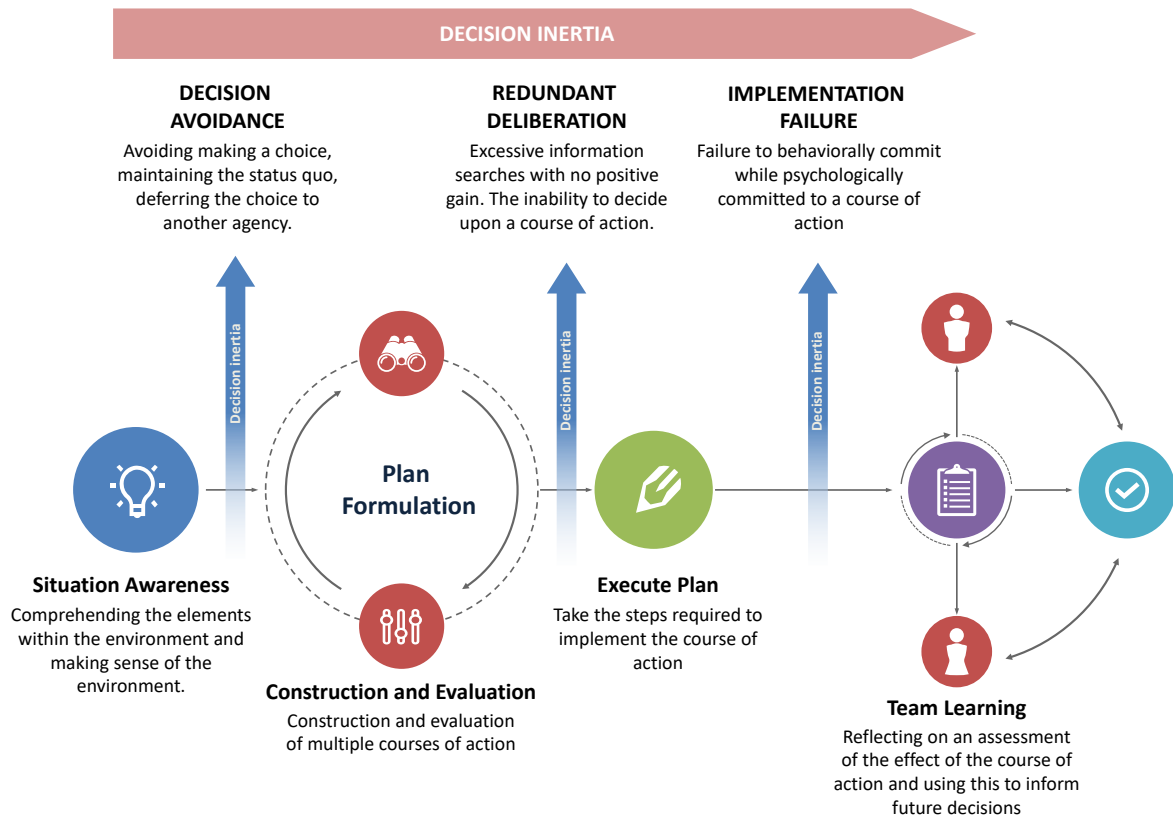 DECISION INERTIA
DECISION
AVOIDANCE
Avoiding making a choice,
maintaining the status quo,
deferring the choice to
another agency.
REDUNDANT
DELIBERATION
Excessive information
searches with no positive
gain. The inability to decide
upon a course of action.
IMPLEMENTATION
FAILURE
Failure to behaviorally commit
while psychologically
committed to a course of
action
Decision inertia
Decision inertia
Decision inertia
Plan
Formulation
Situation Awareness
Comprehending the elements
within the environment and
making sense of the
environment.
Construction and Evaluation
Construction and evaluation
of multiple courses of action
Execute Plan
Take the steps required to
implement the course of
action
Team Learning
Reflecting on an assessment
of the effect of the course of
action and using this to inform
future decisions